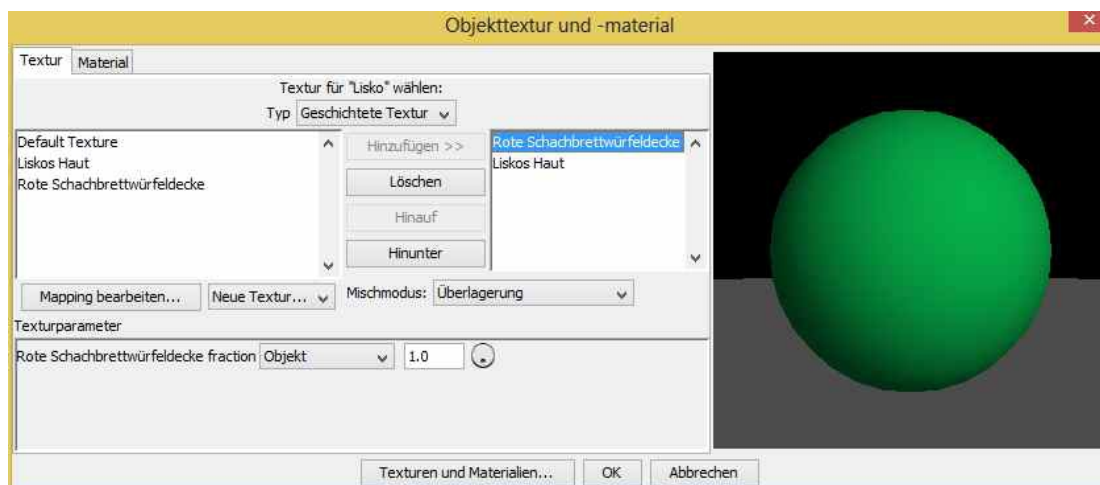 Objekttextur und -material
Textur Material
Textur für "Lisko" wählen:
Typ Geschichtete Textur
Default Texture
Liskos Haut
Rote Schachbrettwürfeldecke
Hinzufügen >>
Löschen
Hinauf
Hinunter
Rote Schachbrettwürfeldecke
Liskos Haut
Mapping bearbeiten... Neue Textur... Mischmodus: Überlagerung
Texturparameter
Rote Schachbrettwürfeldecke fraction Objekt 1.0
Texturen und Materialien... OK Abbrechen